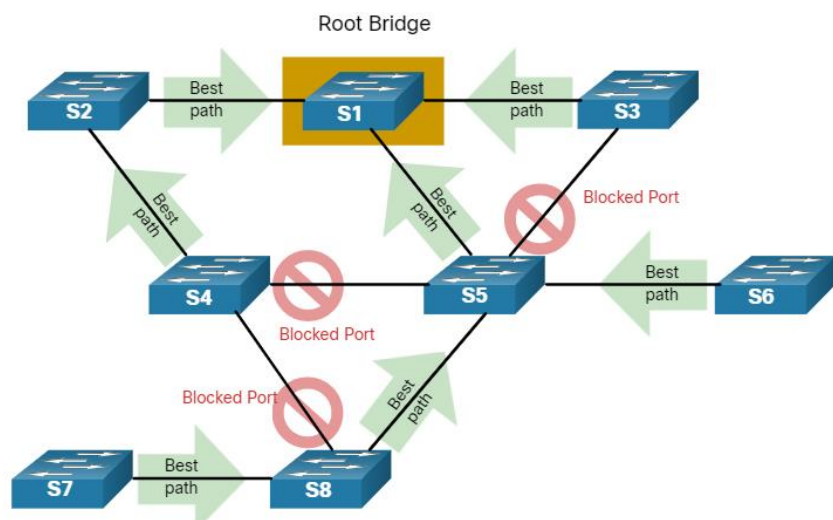 Root Bridge
S2
Best
path
S1
Best
path
S3
Best
path
Best
path
Blocked Port
S4
Blocked Port
S5
Best
path
S6
Blocked Port
Best
path
S7
Best
path
S8